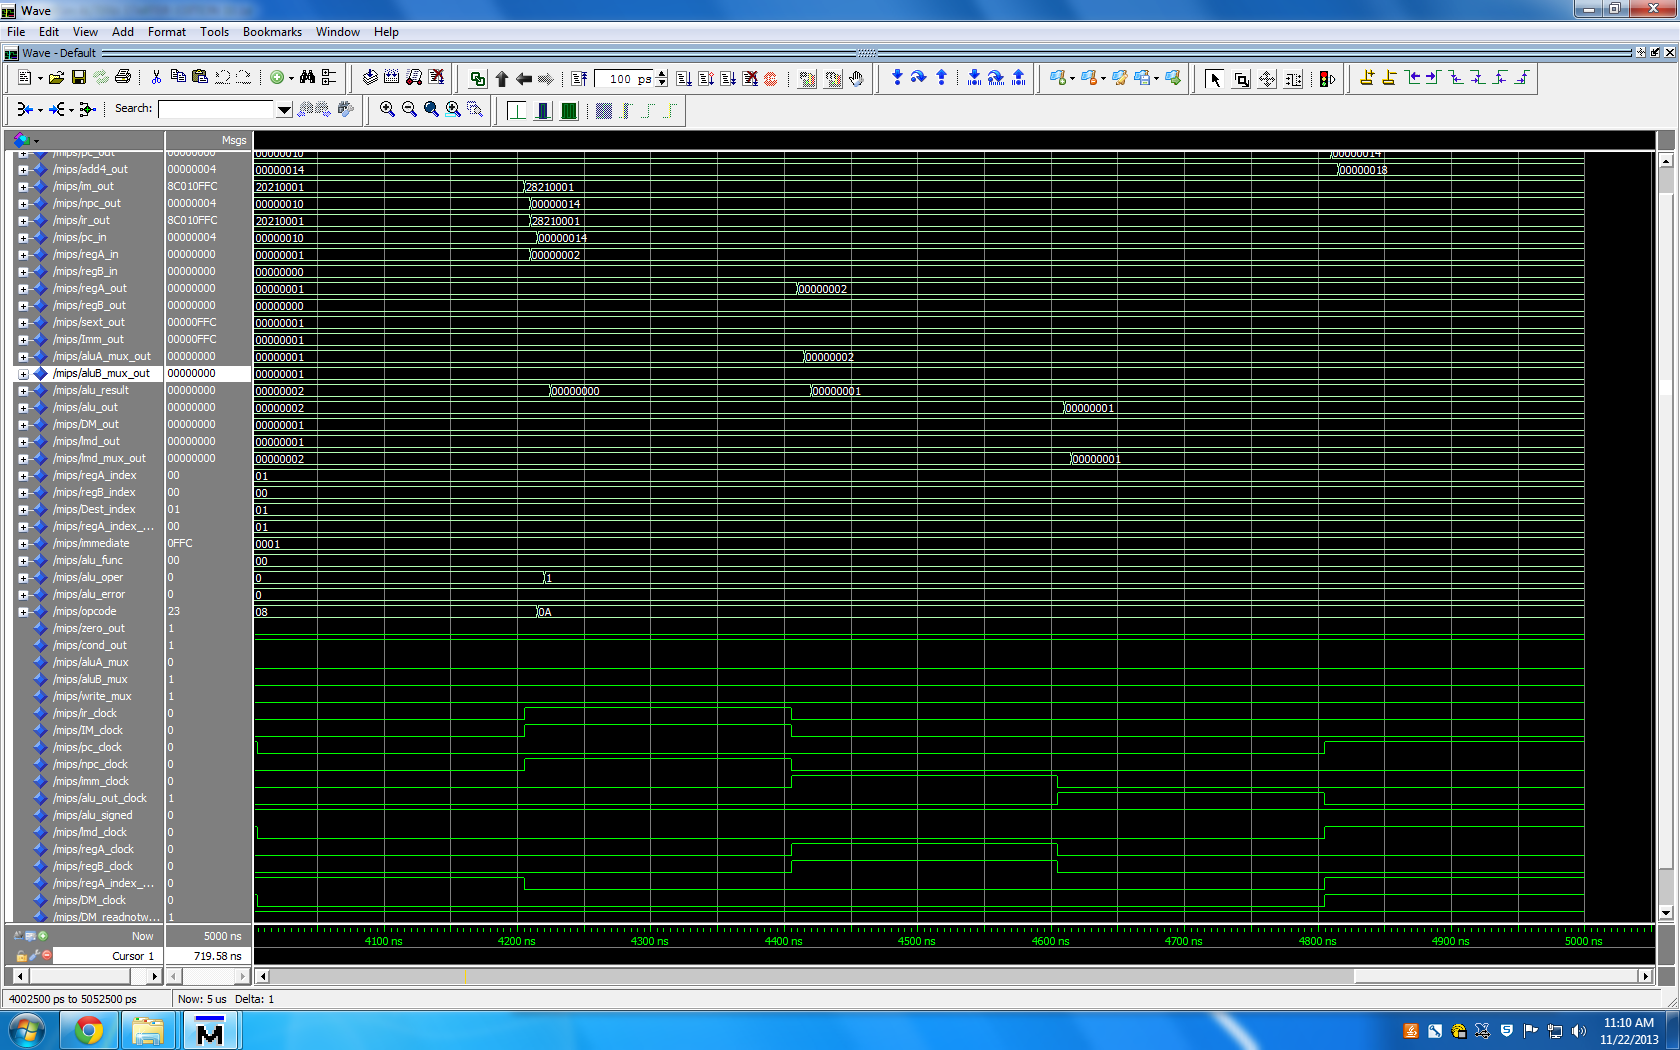 Wave
File Edit View Add Format Tools Bookmarks Window Help
Wave - Default
100 ps
Search:
Msgs
/mips/pc_out 00000000 00000010 00000014
/mips/add4_out 00000004 00000014 00000018
/mips/im_out 8C010FFC 20210001 28210001
/mips/npc_out 00000004 00000010 00000014
/mips/ir_out 8C010FFC 20210001 28210001
/mips/pc_in 00000004 00000010 00000014
/mips/regA_in 00000000 00000001 00000002
/mips/regB_in 00000000 00000000
/mips/regA_out 00000000 00000001 00000002
/mips/regB_out 00000000 00000000
/mips/sext_out 00000FFC 00000001
/mips/Imm_out 00000FFC 00000001
/mips/aluA_mux_out 00000000 00000001 00000002
/mips/aluB_mux_out 00000000 00000001
/mips/alu_result 00000000 00000002 00000000 00000001
/mips/alu_out 00000000 00000002 00000001
/mips/DM_out 00000000 00000001
/mips/lmd_out 00000000 00000001
/mips/lmd_mux_out 00000000 00000002 00000001
/mips/regA_index 00 01
/mips/regB_index 00 00
/mips/Dest_index 01 01
/mips/regA_index_... 00 01
/mips/immediate 0FFC 0001
/mips/alu_func 00 00
/mips/alu_oper 0 0 1
/mips/alu_error 0 0
/mips/opcode 23 08 0A
/mips/zero_out 1
/mips/cond_out 1
/mips/aluA_mux 0
/mips/aluB_mux 1
/mips/write_mux 1
/mips/ir_clock 0
/mips/IM_clock 0
/mips/pc_clock 0
/mips/npc_clock 0
/mips/imm_clock 0
/mips/alu_out_clock 1
/mips/alu_signed 0
/mips/lmd_clock 0
/mips/regA_clock 0
/mips/regB_clock 0
/mips/regA_index_... 0
/mips/DM_clock 0
/mips/DM_readnotw... 1
Now 5000 ns 4100 ns 4200 ns 4300 ns 4400 ns 4500 ns 4600 ns 4700 ns 4800 ns 4900 ns 5000 ns
Cursor 1 719.58 ns
4002500 ps to 5052500 ps Now: 5 us Delta: 1
M
11:10 AM
11/22/2013